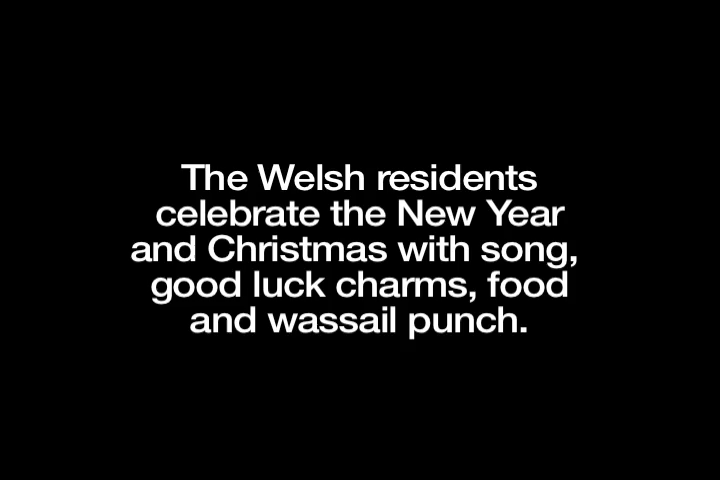 The Welsh residents
celebrate the New Year
and Christmas with song,
good luck charms, food
and wassail punch.